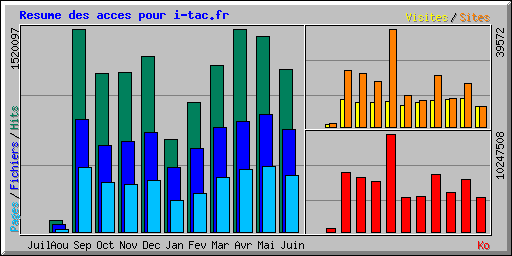 Resume des acces pour i-tac.fr
Visites/Sites
1520097
39572
10247508
Pages/Fichiers/Hits
Juil Aou Sep Oct Nov Dec Jan Fev Mar Avr Mai Juin
Ko